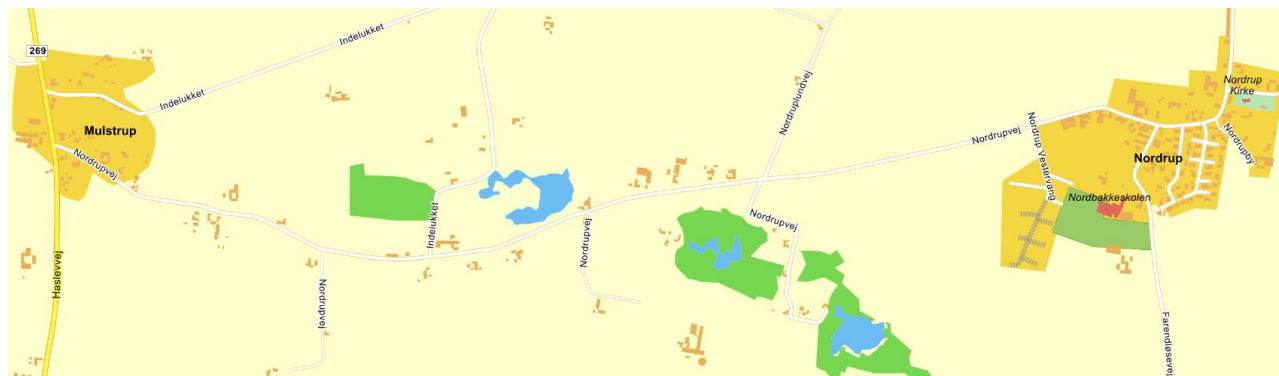 269
Indelukket
Indelukket
Mulstrup
Nordrupvej
Haslevvej
Indelukket
Nordrupvej
Nordrupvej
Nordruplundvej
Nordrupvej
Nordrupvej
Nordrup Vestervang
Nordrup
Kirke
Nordrupby
Nordrup
Nordbakkeskolen
Farendløsevej